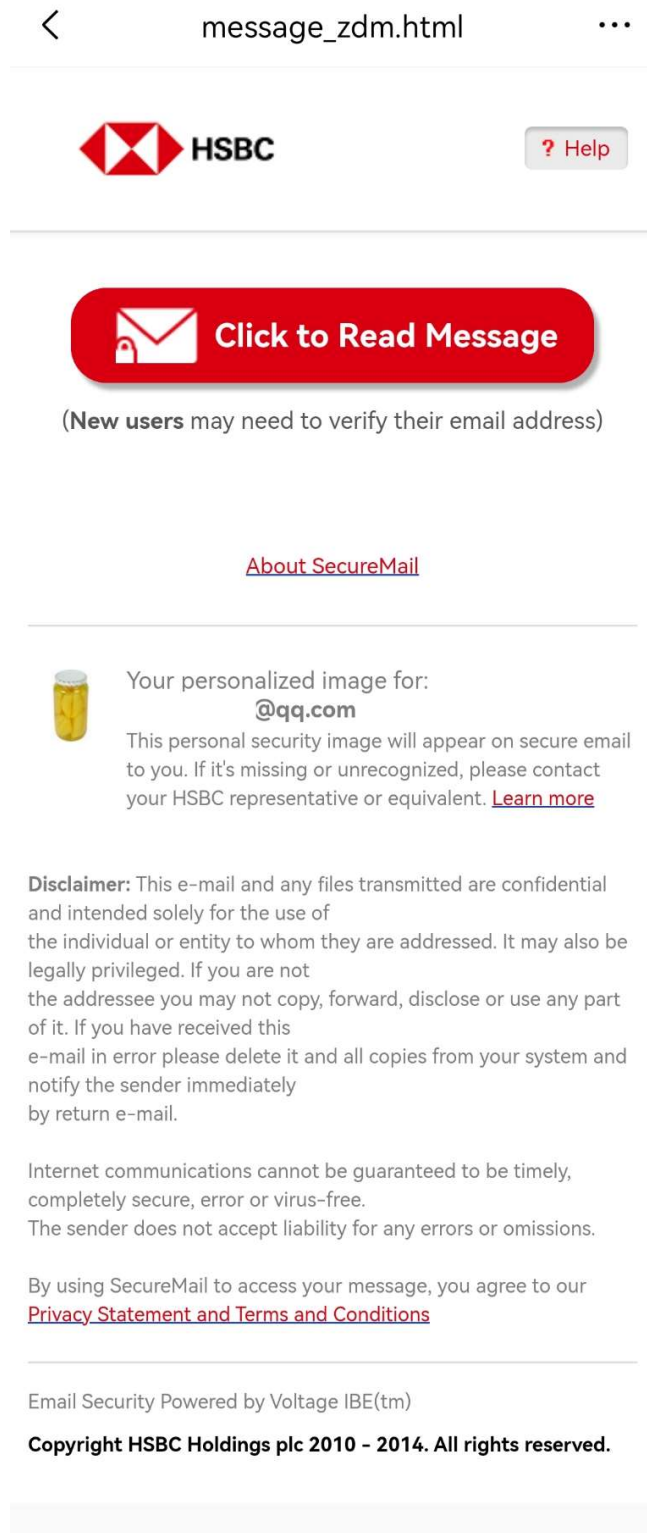 message_zdm.html
HSBC
? Help
Click to Read Message
(New users may need to verify their email address)
About SecureMail
Your personalized image for:
@qq.com
This personal security image will appear on secure email
to you. If it's missing or unrecognized, please contact
your HSBC representative or equivalent. Learn more
Disclaimer: This e-mail and any files transmitted are confidential
and intended solely for the use of
the individual or entity to whom they are addressed. It may also be
legally privileged. If you are not
the addressee you may not copy, forward, disclose or use any part
of it. If you have received this
e-mail in error please delete it and all copies from your system and
notify the sender immediately
by return e-mail.
Internet communications cannot be guaranteed to be timely,
completely secure, error or virus-free.
The sender does not accept liability for any errors or omissions.
By using SecureMail to access your message, you agree to our
Privacy Statement and Terms and Conditions
Email Security Powered by Voltage IBE(tm)
Copyright HSBC Holdings plc 2010 - 2014. All rights reserved.